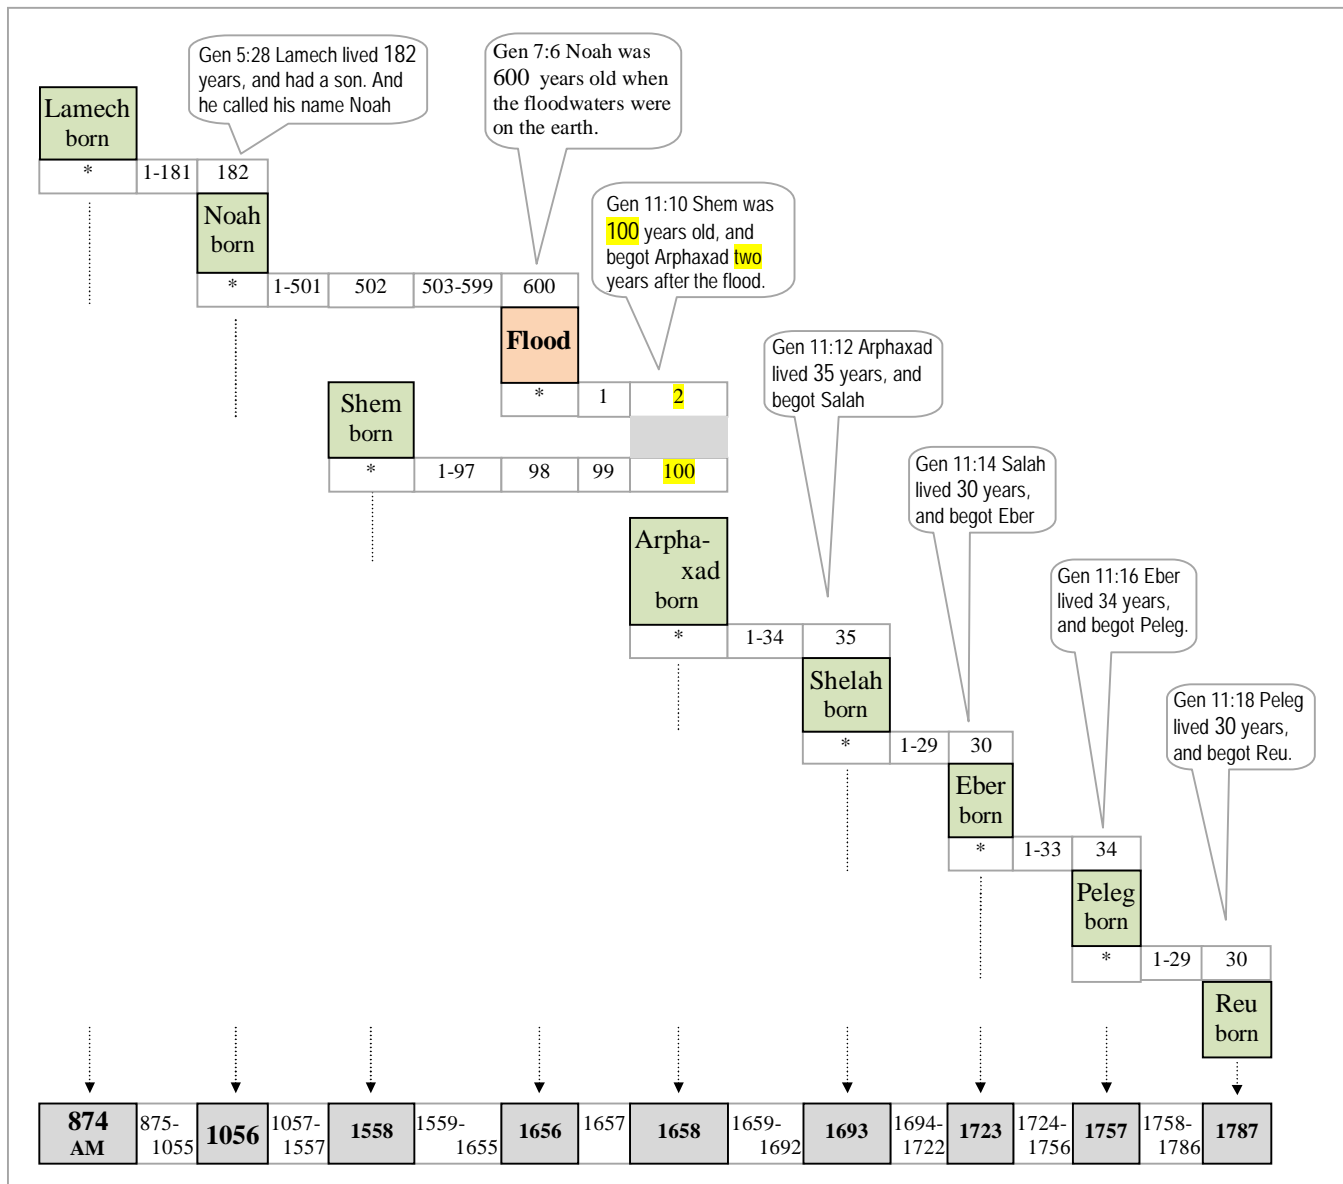 Gen 5:28 Lamech lived 182
years, and had a son. And
he called his name Noah
Gen 7:6 Noah was
600 years old when
the floodwaters were
on the earth.
Lamech
born
* 1-181 182
Noah
born
Gen 11:10 Shem was
100 years old, and
begot Arphaxad two
years after the flood.
* 1-501 502 503-599 600
Flood
Gen 11:12 Arphaxad
lived 35 years, and
begot Salah
* 1 2
Shem
born
* 1-97 98 99 100
Gen 11:14 Salah
lived 30 years,
and begot Eber
Arpha-
xad
born
Gen 11:16 Eber
lived 34 years,
and begot Peleg.
* 1-34 35
Shelah
born
Gen 11:18 Peleg
lived 30 years,
and begot Reu.
* 1-29 30
Eber
born
* 1-33 34
Peleg
born
* 1-29 30
Reu
born
874
AM
875-
1055
1056
1057-
1557
1558
1559-
1655
1656
1657
1658
1659-
1692
1693
1694-
1722
1723
1724-
1756
1757
1758-
1786
1787